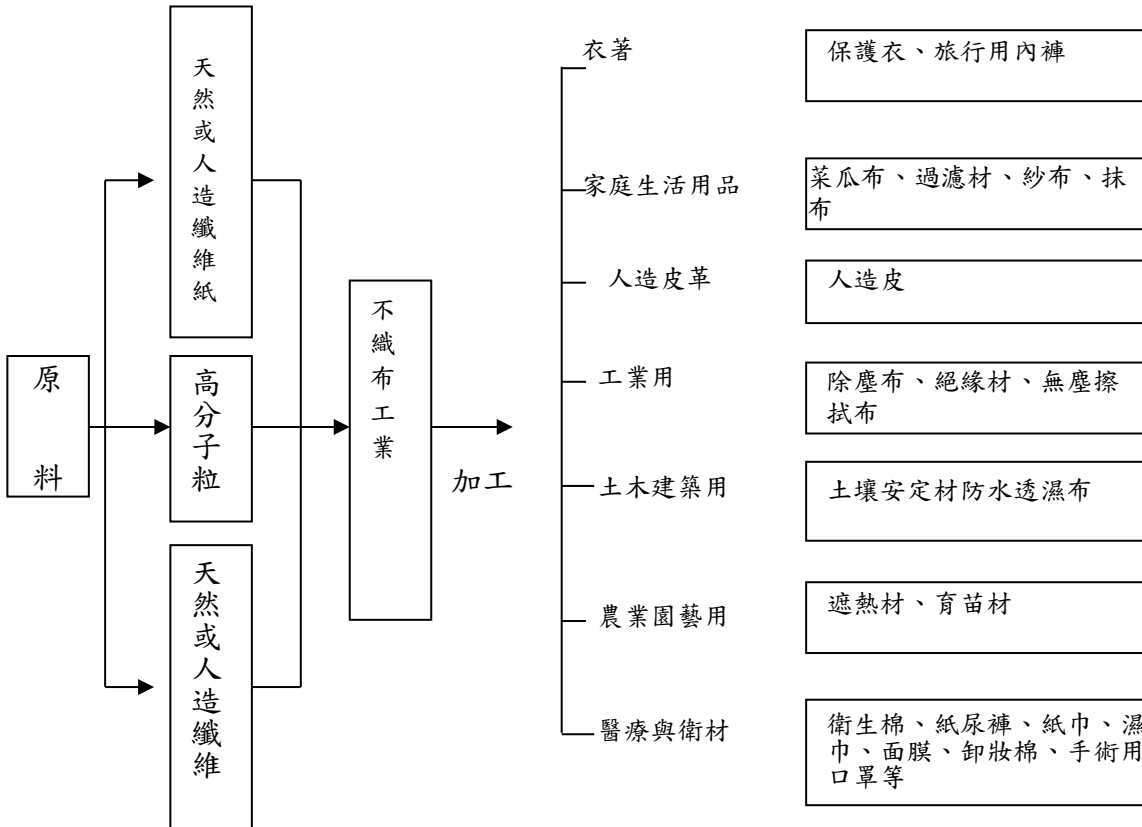 原料
天然或人造纖維紙
高分子粒
天然或人造纖維
不織布工業
加工
衣著
保護衣、旅行用內褲
家庭生活用品
菜瓜布、過濾材、紗布、抹
布
人造皮革
人造皮
工業用
除塵布、絕緣材、無塵擦
拭布
土木建築用
土壤安定材防水透濕布
農業園藝用
遮熱材、育苗材
醫療與衛材
衛生棉、紙尿褲、紙巾、濕
巾、面膜、卸妝棉、手術用
口罩等